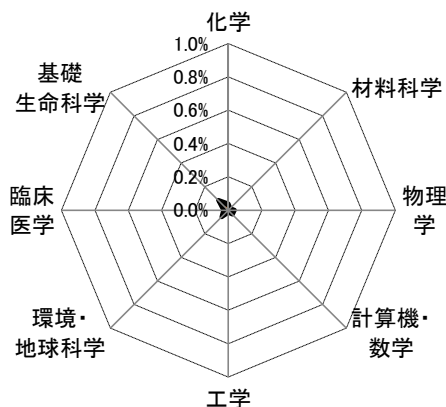 化学
1.0%
0.8%
0.6%
0.4%
0.2%
0.0%
材料科学
物理
学
計算機・
数学
工学
環境・
地球科学
臨床
医学
基礎
生命科学